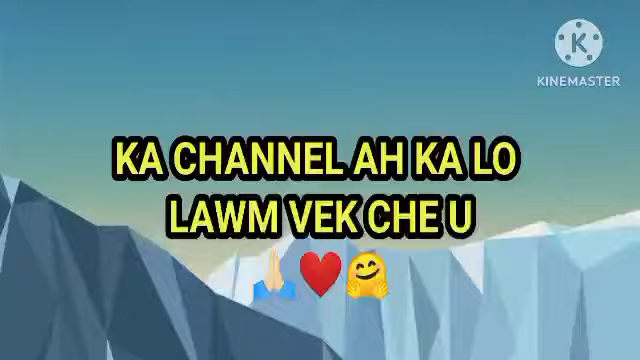 KINEMASTER
KA CHANNEL AH KA LO
LAWM VEK CHE U
🙏🏻❤️🤗